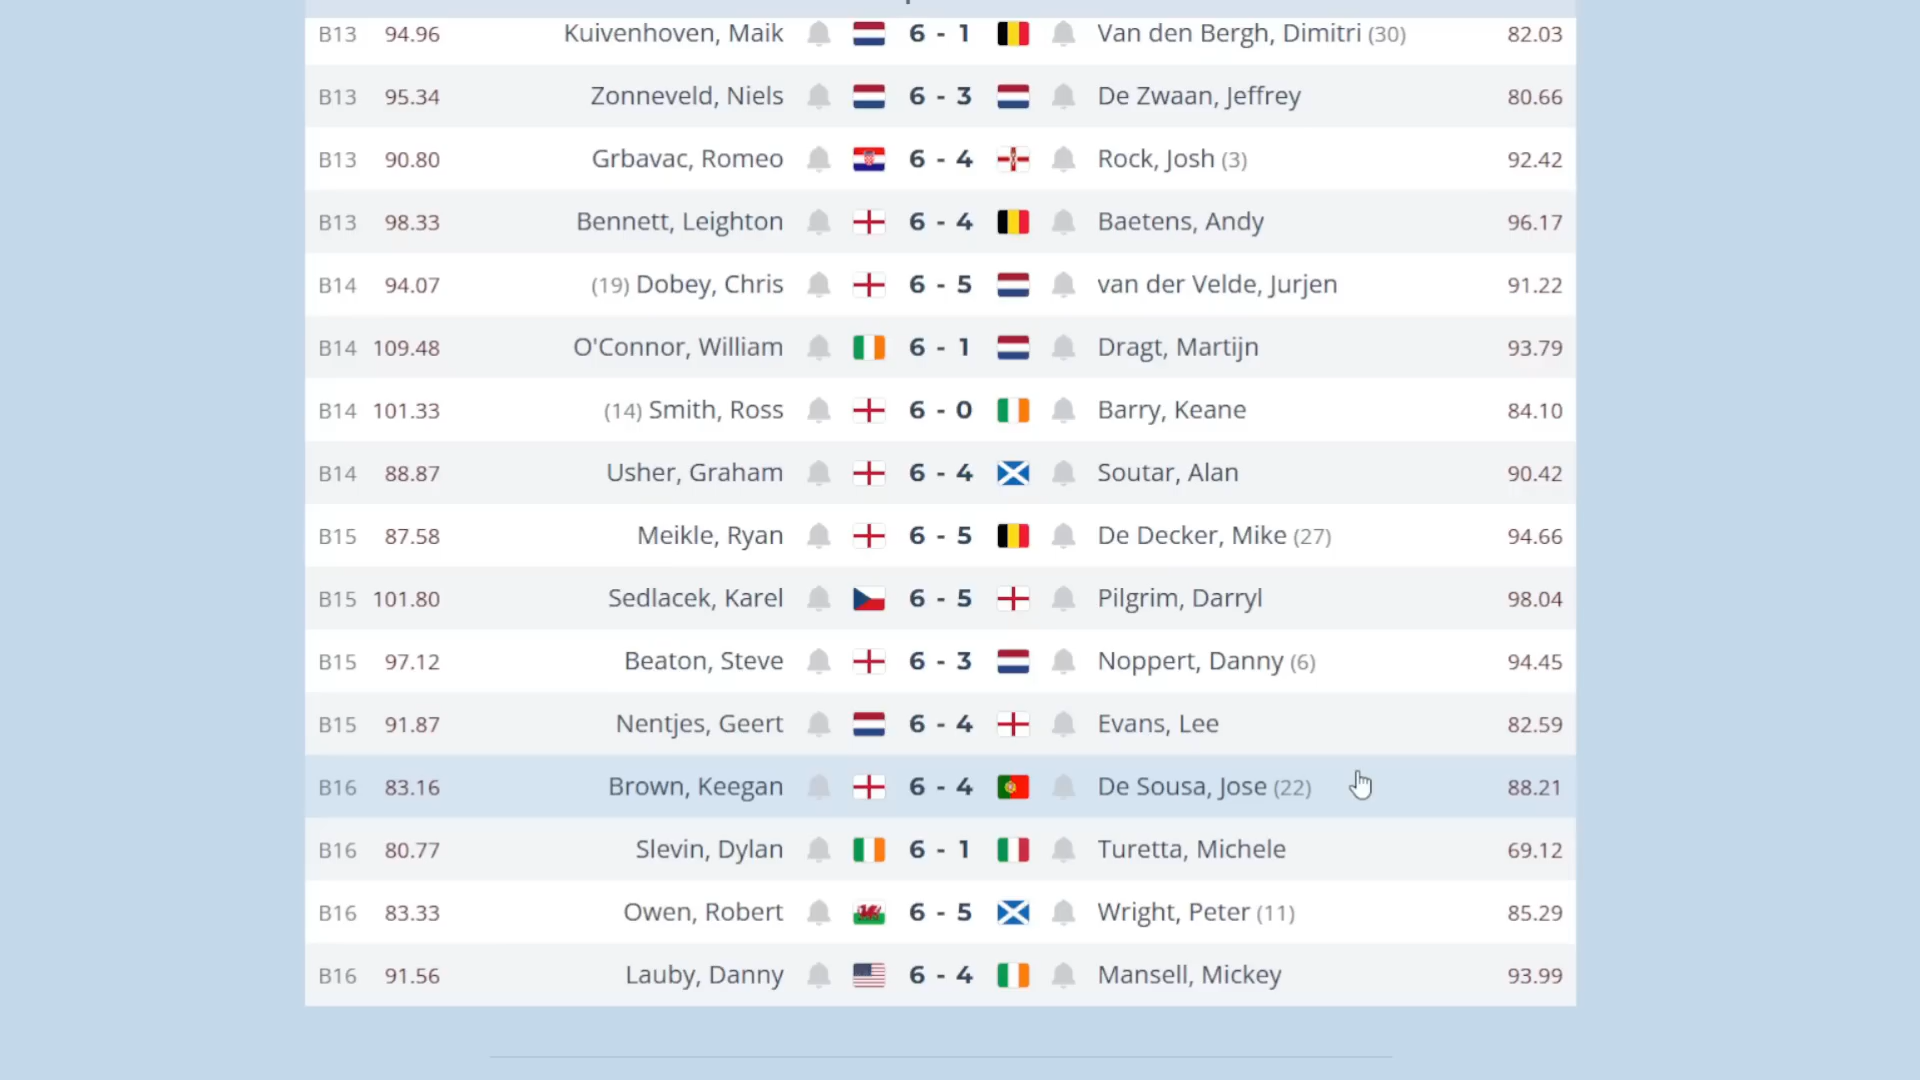 B13 94.96 Kuivenhoven, Maik 6 - 1 Van den Bergh, Dimitri (30) 82.03
B13 95.34 Zonneveld, Niels 6 - 3 De Zwaan, Jeffrey 80.66
B13 90.80 Grbavac, Romeo 6 - 4 Rock, Josh (3) 92.42
B13 98.33 Bennett, Leighton 6 - 4 Baetens, Andy 96.17
B14 94.07 (19) Dobey, Chris 6 - 5 van der Velde, Jurjen 91.22
B14 109.48 O'Connor, William 6 - 1 Dragt, Martijn 93.79
B14 101.33 (14) Smith, Ross 6 - 0 Barry, Keane 84.10
B14 88.87 Usher, Graham 6 - 4 Soutar, Alan 90.42
B15 87.58 Meikle, Ryan 6 - 5 De Decker, Mike (27) 94.66
B15 101.80 Sedlacek, Karel 6 - 5 Pilgrim, Darryl 98.04
B15 97.12 Beaton, Steve 6 - 3 Noppert, Danny (6) 94.45
B15 91.87 Nentjes, Geert 6 - 4 Evans, Lee 82.59
B16 83.16 Brown, Keegan 6 - 4 De Sousa, Jose (22) 88.21
B16 80.77 Slevin, Dylan 6 - 1 Turetta, Michele 69.12
B16 83.33 Owen, Robert 6 - 5 Wright, Peter (11) 85.29
B16 91.56 Lauby, Danny 6 - 4 Mansell, Mickey 93.99